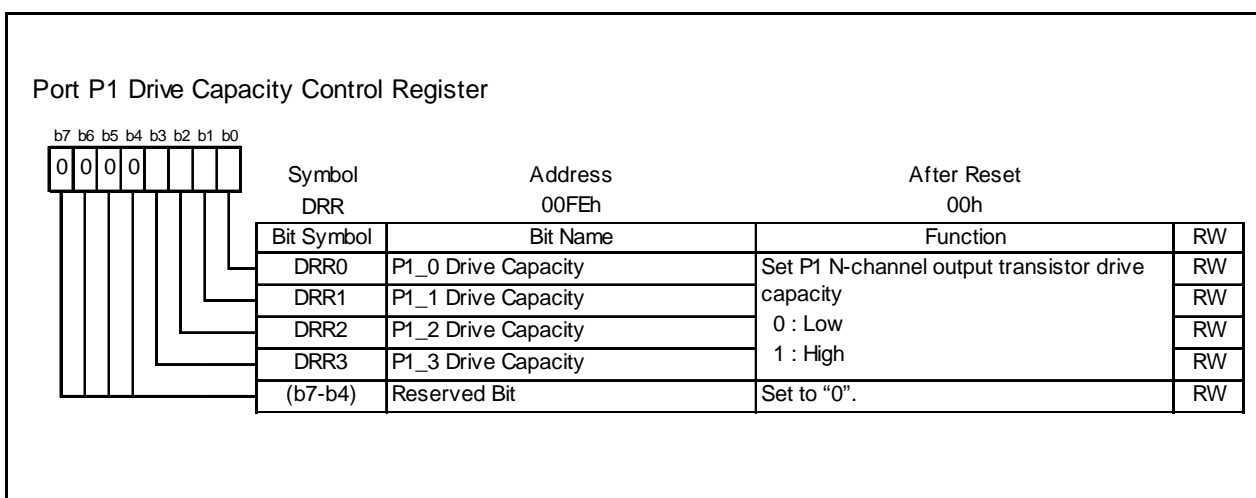 Port P1 Drive Capacity Control Register
b7 b6 b5 b4 b3 b2 b1 b0
0 0 0 0
Symbol Address After Reset
DRR 00FEh 00h
Bit Symbol Bit Name Function RW
DRR0 P1_0 Drive Capacity Set P1 N-channel output transistor drive RW
DRR1 P1_1 Drive Capacity capacity RW
DRR2 P1_2 Drive Capacity 0 : Low RW
DRR3 P1_3 Drive Capacity 1 : High RW
(b7-b4) Reserved Bit Set to “0”. RW